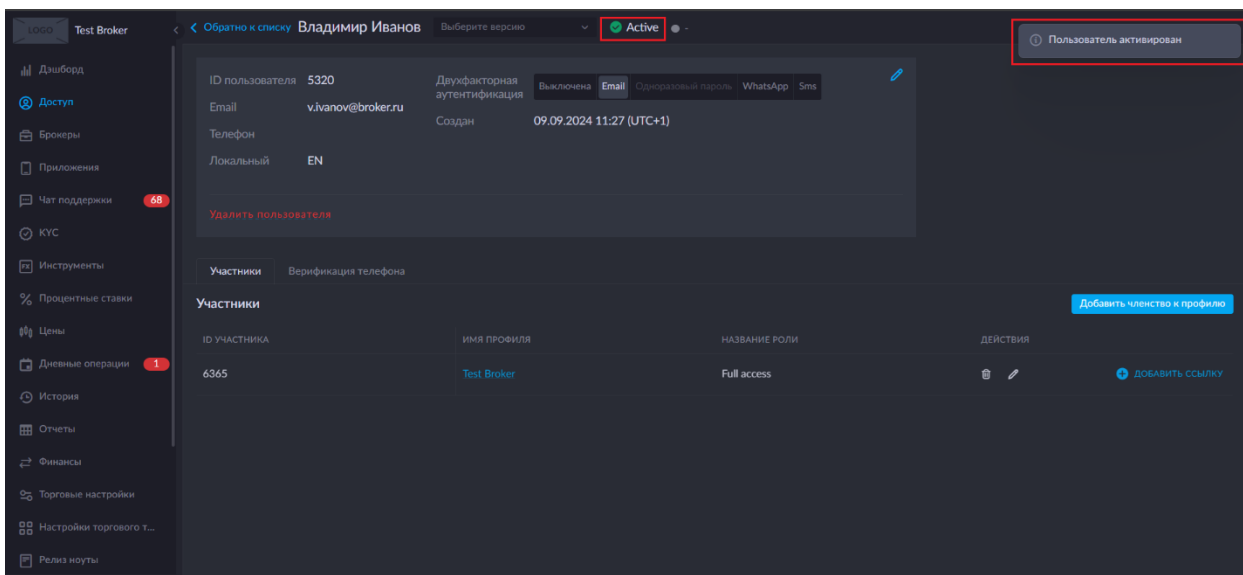 LOGO Test Broker
Обратно к списку Владимир Иванов Выберите версию Active -
Пользователь активирован
Дэшборд
Доступ
Брокеры
Приложения
Чат поддержки 68
KYC
Инструменты
Процентные ставки
Цены
Дневные операции 1
История
Отчеты
Финансы
Торговые настройки
Настройки торгового т...
Релиз ноуты
ID пользователя 5320
Email v.ivanov@broker.ru
Телефон
Локальный EN
Двухфакторная
аутентификация
Выключена Email Одноразовый пароль WhatsApp Sms
Создан 09.09.2024 11:27 (UTC+1)
Удалить пользователя
Участники Верификация телефона
Участники Добавить членство к профилю
ID УЧАСТНИКА ИМЯ ПРОФИЛЯ НАЗВАНИЕ РОЛИ ДЕЙСТВИЯ
6365 Test Broker Full access ДОБАВИТЬ ССЫЛКУ